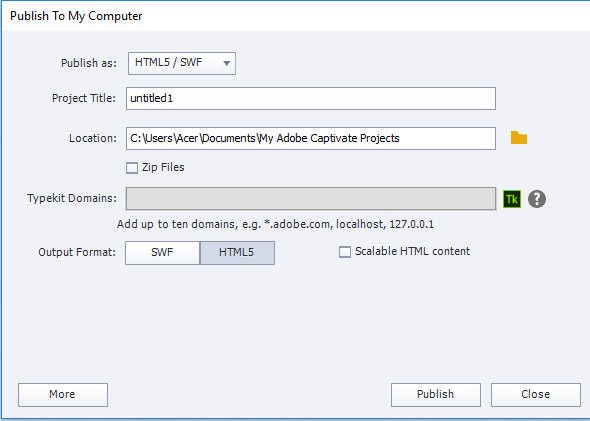 Publish To My Computer
Publish as: HTML5 / SWF
Project Title: untitled1
Location: C:\Users\Acer\Documents\My Adobe Captivate Projects
Zip Files
Typekit Domains: Tk ?
Add up to ten domains, e.g. *.adobe.com, localhost, 127.0.0.1
Output Format: SWF HTML5 Scalable HTML content
More Publish Close